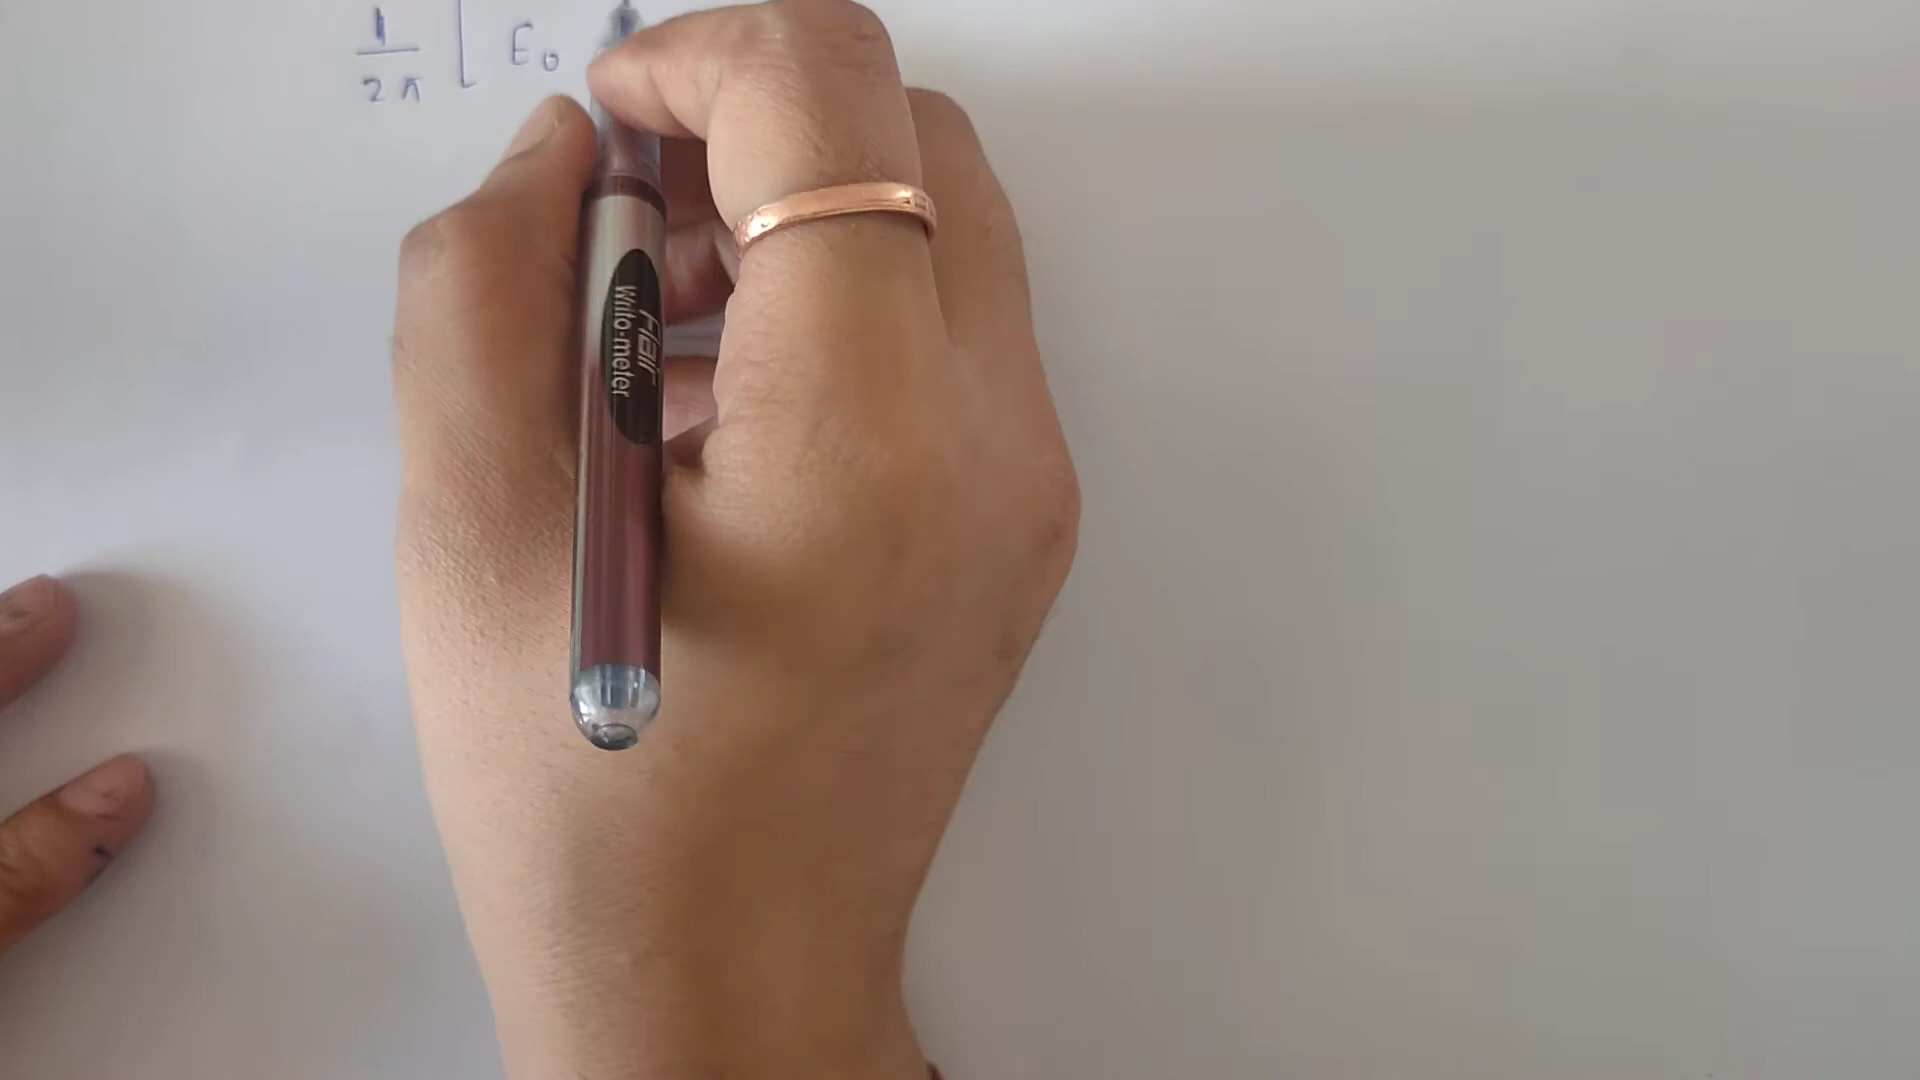 1/2π [ E₀
Flair
Writo-meter